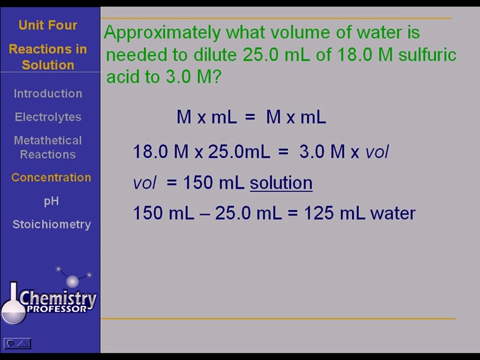 Unit Four
Reactions in
Solution
Introduction
Electrolytes
Metathetical
Reactions
Concentration
pH
Stoichiometry
Chemistry
PROFESSOR
Approximately what volume of water is
needed to dilute 25.0 mL of 18.0 M sulfuric
acid to 3.0 M?
M x mL = M x mL
18.0 M x 25.0mL = 3.0 M x vol
vol = 150 mL solution
150 mL – 25.0 mL = 125 mL water